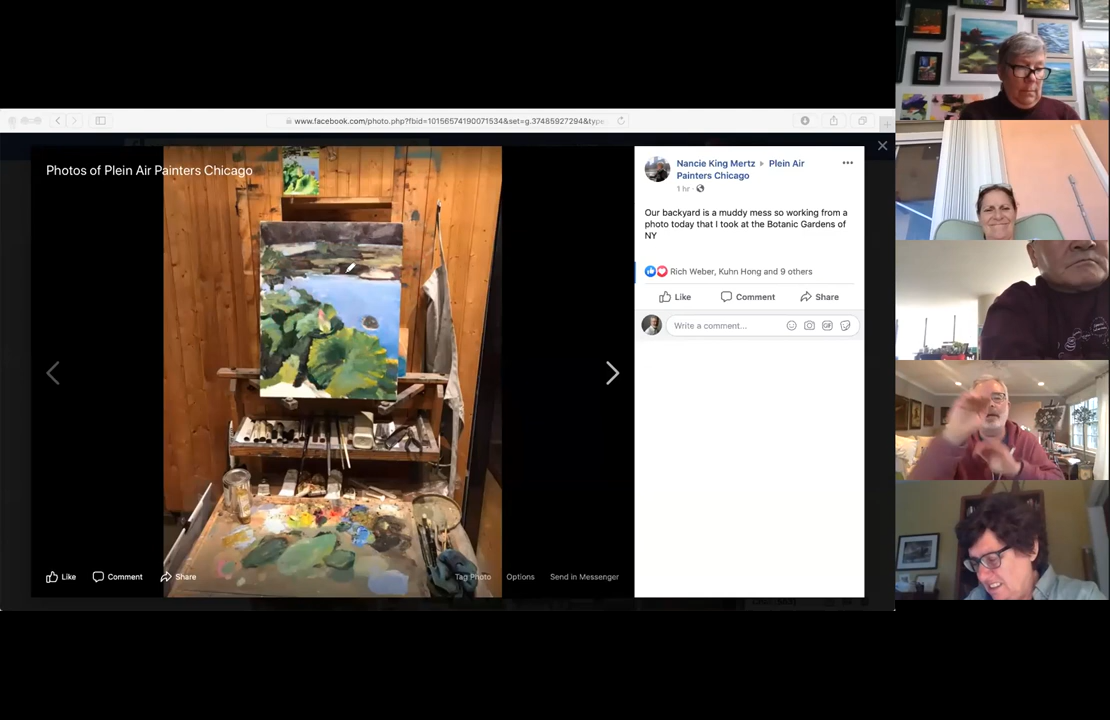 www.facebook.com/photo.php?fbid=10156574190071534&set=g.37485927294&type
Photos of Plein Air Painters Chicago
Nancie King Mertz ▸ Plein Air
Painters Chicago
1 hr ·
Our backyard is a muddy mess so working from a
photo today that I took at the Botanic Gardens of
NY
Rich Weber, Kuhn Hong and 9 others
Like Comment Share
Write a comment...
GIF
Like Comment Share
Tag Photo Options Send in Messenger